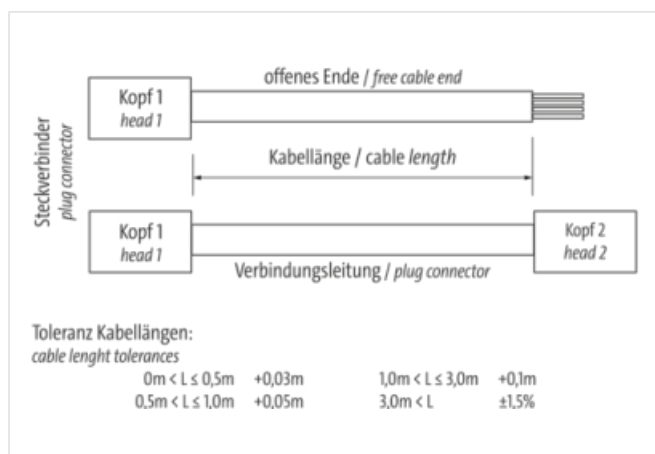 offenes Ende / free cable end
Kopf 1
head 1
Steckverbinder
plug connector
Kabellänge / cable length
Kopf 1
head 1
Kopf 2
head 2
Verbindungsleitung / plug connector
Toleranz Kabellängen:
cable lenght tolerances
0m < L ≤ 0,5m +0,03m 1,0m < L ≤ 3,0m +0,1m
0,5m < L ≤ 1,0m +0,05m 3,0m < L ±1,5%